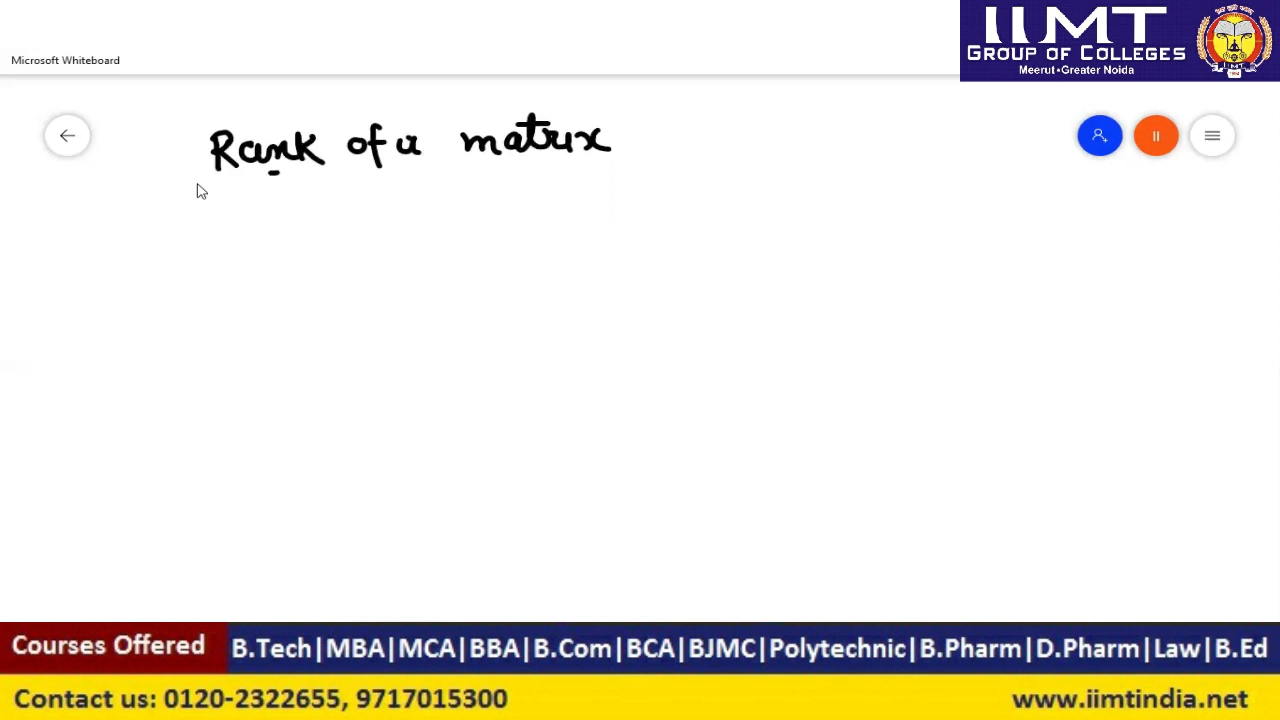 IIMT
GROUP OF COLLEGES
Meerut•Greater Noida
Microsoft Whiteboard
Rank of a matrix
Courses Offered B.Tech|MBA|MCA|BBA|B.Com|BCA|BJMC|Polytechnic|B.Pharm|D.Pharm|Law|B.Ed
Contact us: 0120-2322655, 9717015300 www.iimtindia.net